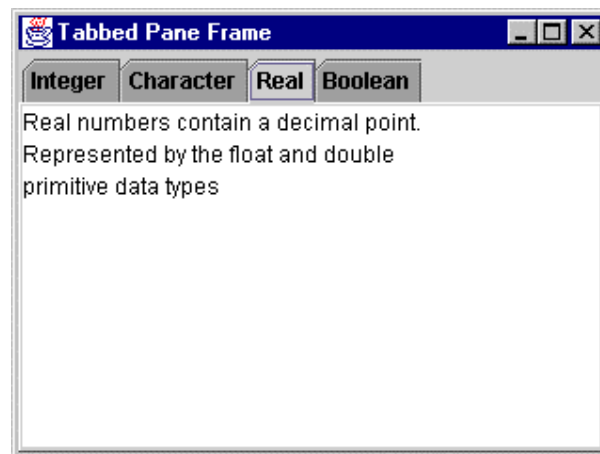 Tabbed Pane Frame
Integer Character Real Boolean
Real numbers contain a decimal point.
Represented by the float and double
primitive data types